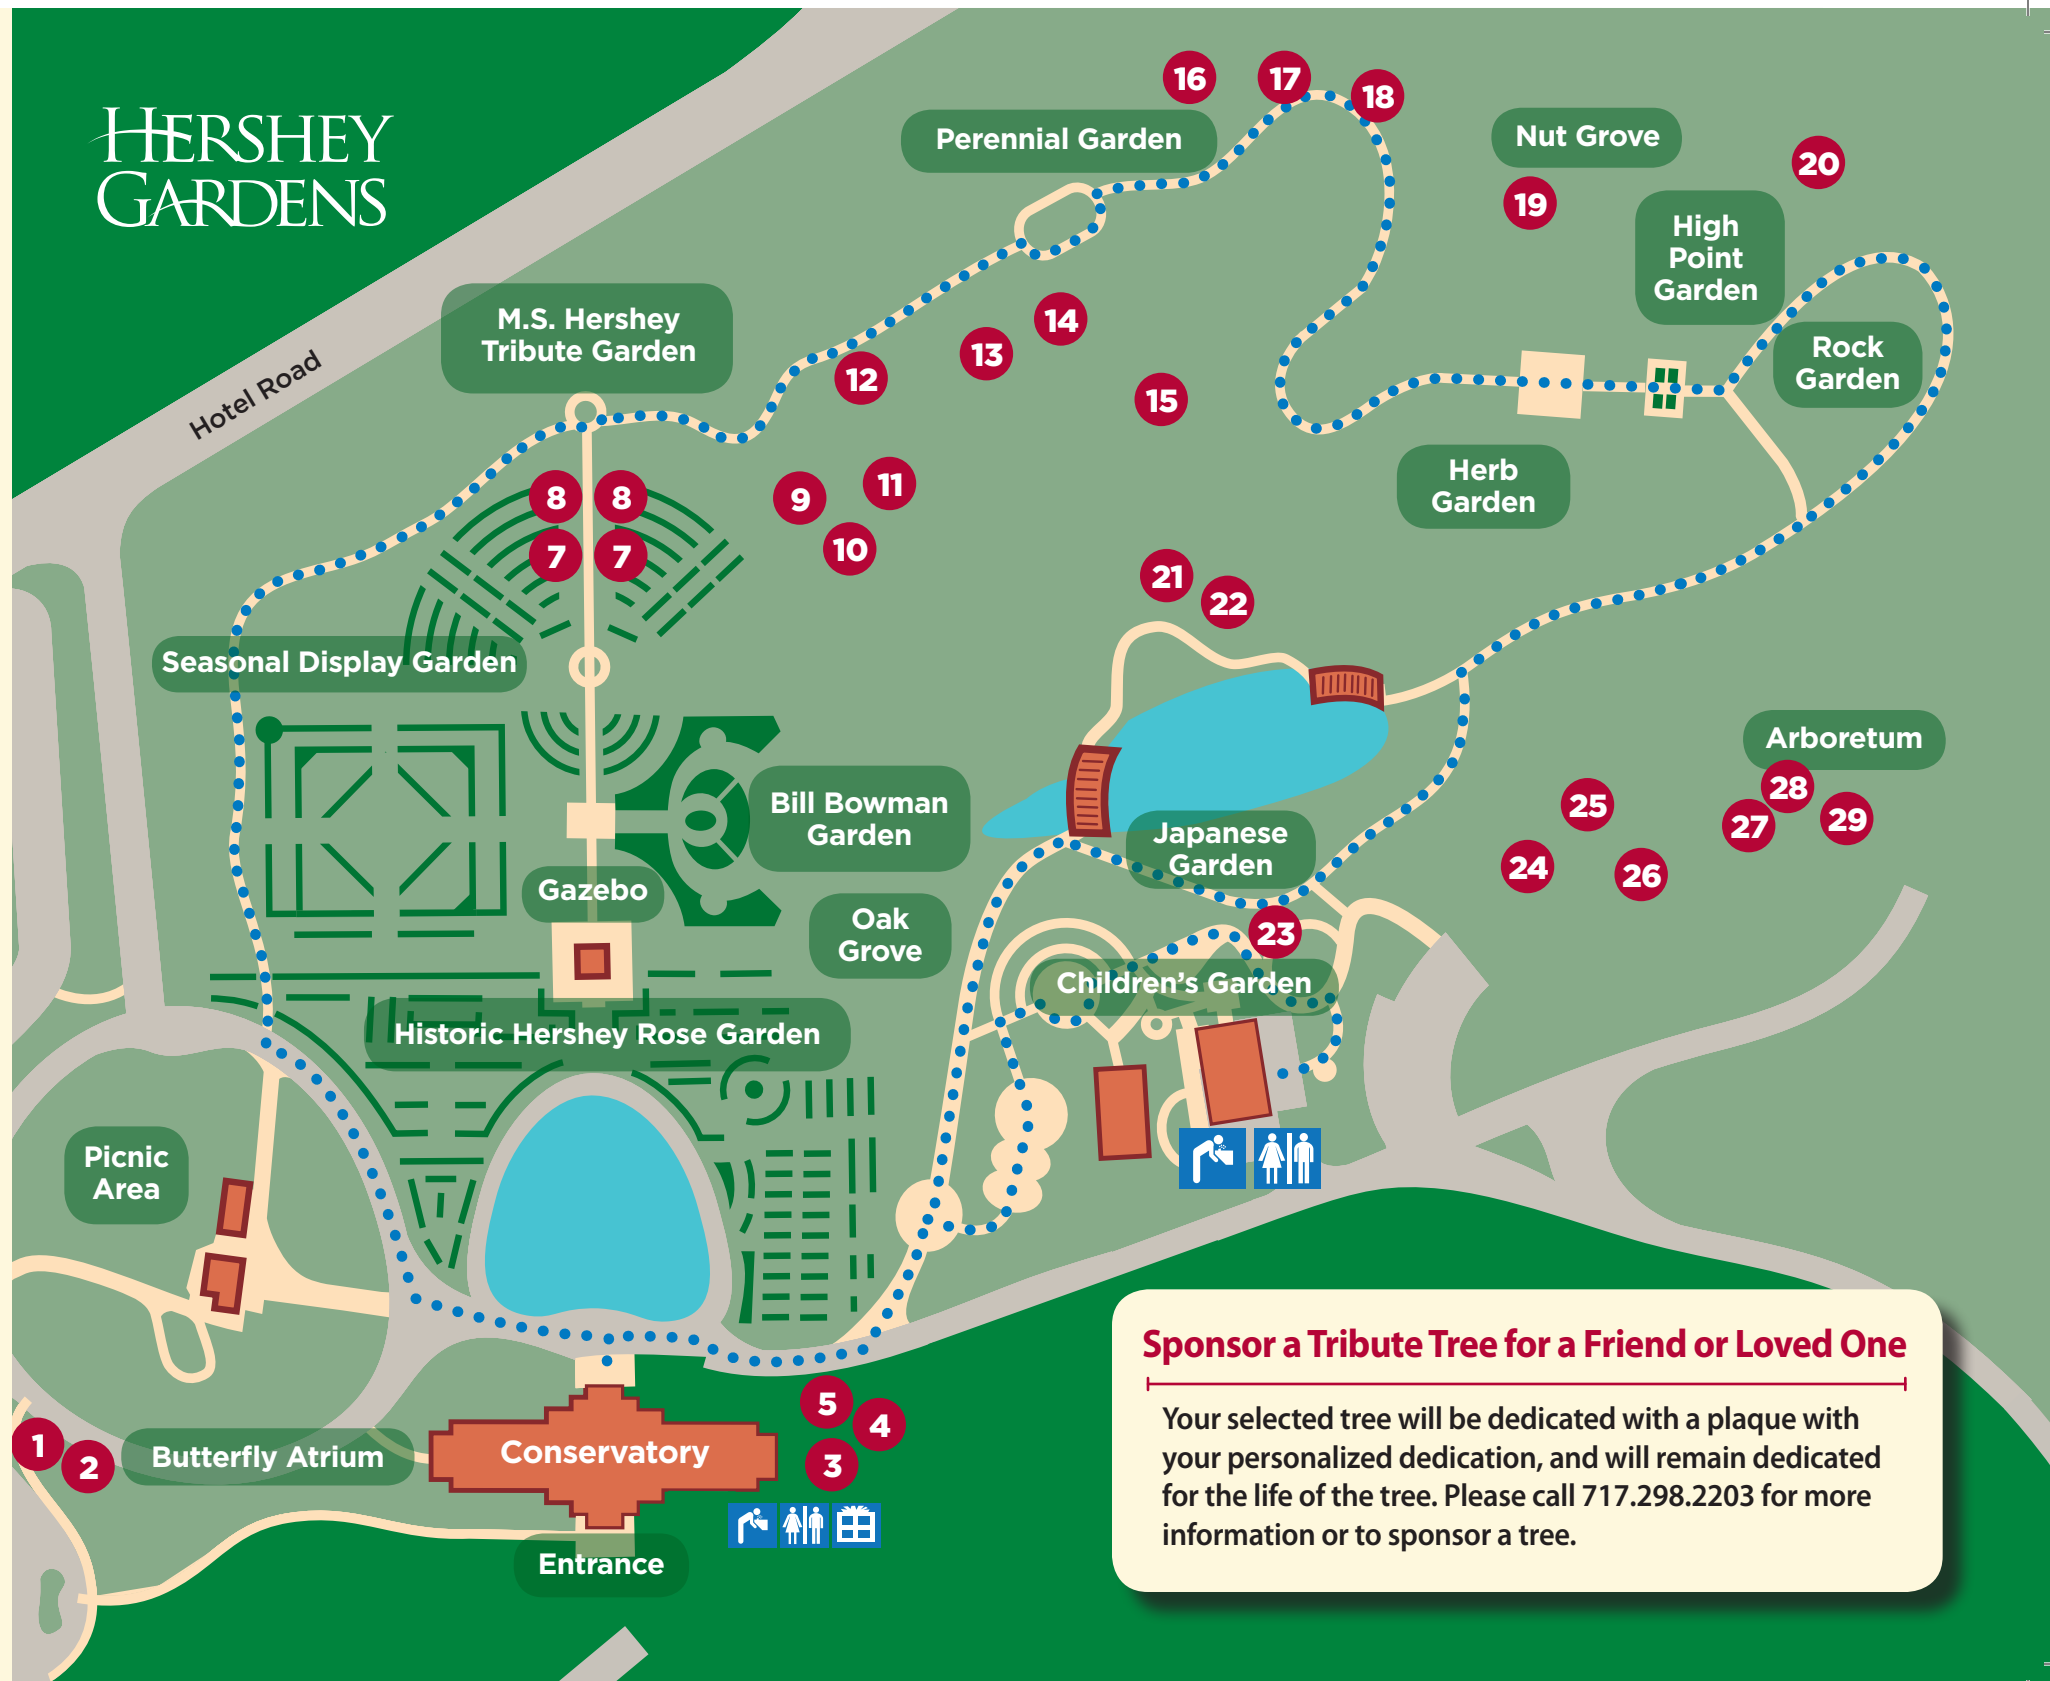 HERSHEY
GARDENS
16
17
18
Perennial Garden
Nut Grove
20
19
High
Point
Garden
M.S. Hershey
Tribute Garden
14
13
12
15
Rock
Garden
Hotel Road
8
8
9
11
Herb
Garden
7
7
10
21
22
Seasonal Display Garden
Arboretum
28
25
27
29
Bill Bowman
Garden
Japanese
Garden
24
26
Gazebo
Oak
Grove
23
Children's Garden
Historic Hershey Rose Garden
Picnic
Area
Sponsor a Tribute Tree for a Friend or Loved One
Your selected tree will be dedicated with a plaque with
your personalized dedication, and will remain dedicated
for the life of the tree. Please call 717.298.2203 for more
information or to sponsor a tree.
5
4
3
1
2
Butterfly Atrium
Conservatory
Entrance